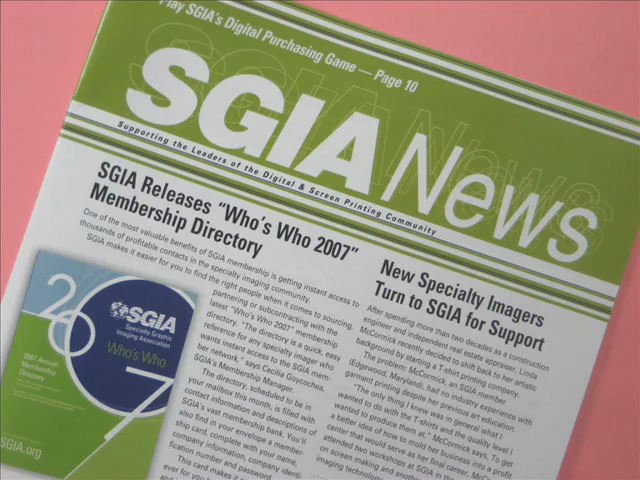 Play SGIA's Digital Purchasing Game — Page 10
SGIA News
Supporting the Leaders of the Digital & Screen Printing Community
SGIA Releases "Who's Who 2007"
Membership Directory
One of the most valuable benefits of SGIA membership is getting instant access to
thousands of profitable contacts in the specialty imaging community.
SGIA makes it easier for you to find the right people when it comes to sourcing,
partnering or subcontracting with the
latest "Who's Who 2007" membership
directory. "The directory is a quick, easy
reference for any specialty imager who
wants instant access to the SGIA mem-
ber network," says Cecilia Goycochea,
SGIA's Membership Manager.
The directory, scheduled to be in
your mailbox this month, is filled with
contact information and descriptions of
SGIA's vast membership bank. You'll
also find in your envelope a member-
ship card, complete with your name,
company information, company identi-
fication number and password
This card makes it
ever for you
2007
SGIA
Specialty Graphic
Imaging Association
Who's Who
2007 Annual
Membership
Directory
SGIA.org
New Specialty Imagers
Turn to SGIA for Support
After spending more than two decades as a construction
engineer and independent real estate appraiser, Linda
McCormick recently decided to shift back to her artistic
background by starting a T-shirt printing company.
The problem: McCormick, an SGIA member
(Edgewood, Maryland), had no industry experience with
garment printing despite her previous art education.
"The only thing I knew was in general what I
wanted to do with the T-shirts and the quality level I
wanted to produce them at," McCormick says. To get
a better idea of how to mold her business into a profit
center that would serve as her final career, McC
attended two workshops at SGIA in the
on screen making and another
imaging technology